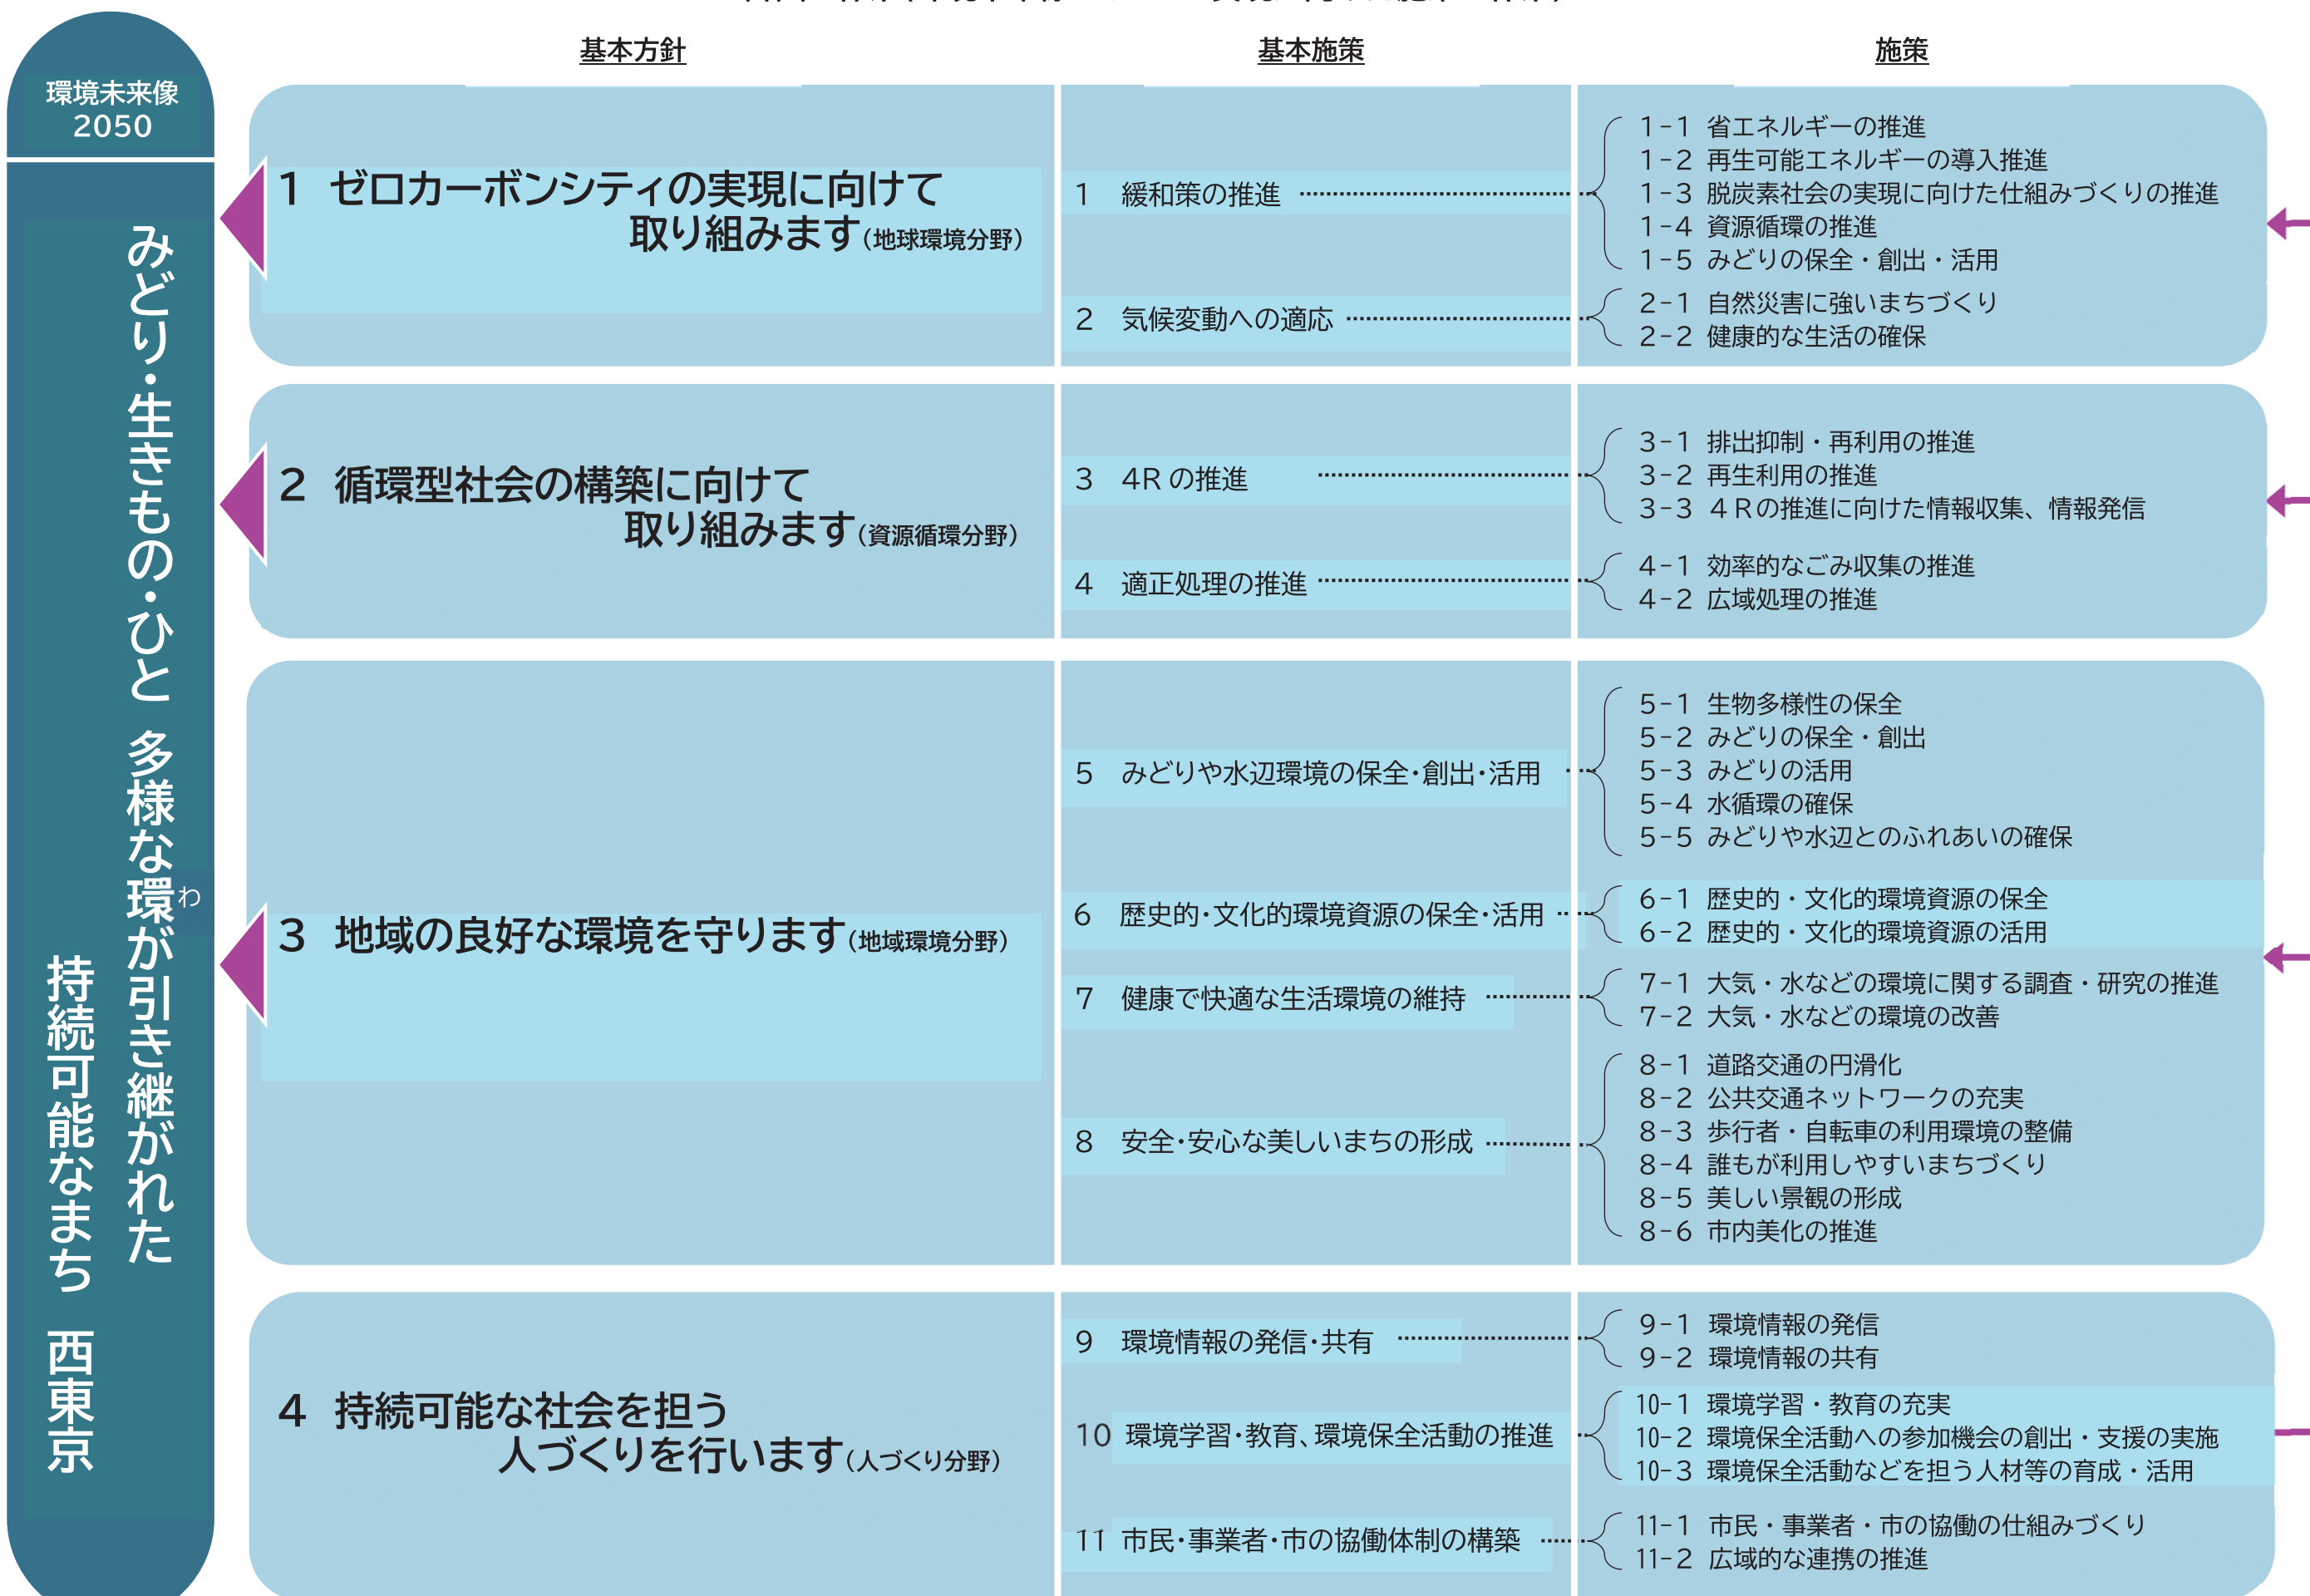 基本方針
基本施策
施策
環境未来像
2050
みどり・生きもの・ひと 多様な環が引き継がれた
わ
持続可能なまち 西東京
1 ゼロカーボンシティの実現に向けて
取り組みます(地球環境分野)
1 緩和策の推進
1-1 省エネルギーの推進
1-2 再生可能エネルギーの導入推進
1-3 脱炭素社会の実現に向けた仕組みづくりの推進
1-4 資源循環の推進
1-5 みどりの保全・創出・活用
2 気候変動への適応
2-1 自然災害に強いまちづくり
2-2 健康的な生活の確保
2 循環型社会の構築に向けて
取り組みます(資源循環分野)
3 4Rの推進
3-1 排出抑制・再利用の推進
3-2 再生利用の推進
3-3 4Rの推進に向けた情報収集、情報発信
4 適正処理の推進
4-1 効率的なごみ収集の推進
4-2 広域処理の推進
3 地域の良好な環境を守ります(地域環境分野)
5 みどりや水辺環境の保全・創出・活用
5-1 生物多様性の保全
5-2 みどりの保全・創出
5-3 みどりの活用
5-4 水循環の確保
5-5 みどりや水辺とのふれあいの確保
6 歴史的・文化的環境資源の保全・活用
6-1 歴史的・文化的環境資源の保全
6-2 歴史的・文化的環境資源の活用
7 健康で快適な生活環境の維持
7-1 大気・水などの環境に関する調査・研究の推進
7-2 大気・水などの環境の改善
8 安全・安心な美しいまちの形成
8-1 道路交通の円滑化
8-2 公共交通ネットワークの充実
8-3 歩行者・自転車の利用環境の整備
8-4 誰もが利用しやすいまちづくり
8-5 美しい景観の形成
8-6 市内美化の推進
4 持続可能な社会を担う
人づくりを行います(人づくり分野)
9 環境情報の発信・共有
9-1 環境情報の発信
9-2 環境情報の共有
10 環境学習・教育、環境保全活動の推進
10-1 環境学習・教育の充実
10-2 環境保全活動への参加機会の創出・支援の実施
10-3 環境保全活動などを担う人材等の育成・活用
11 市民・事業者・市の協働体制の構築
11-1 市民・事業者・市の協働の仕組みづくり
11-2 広域的な連携の推進